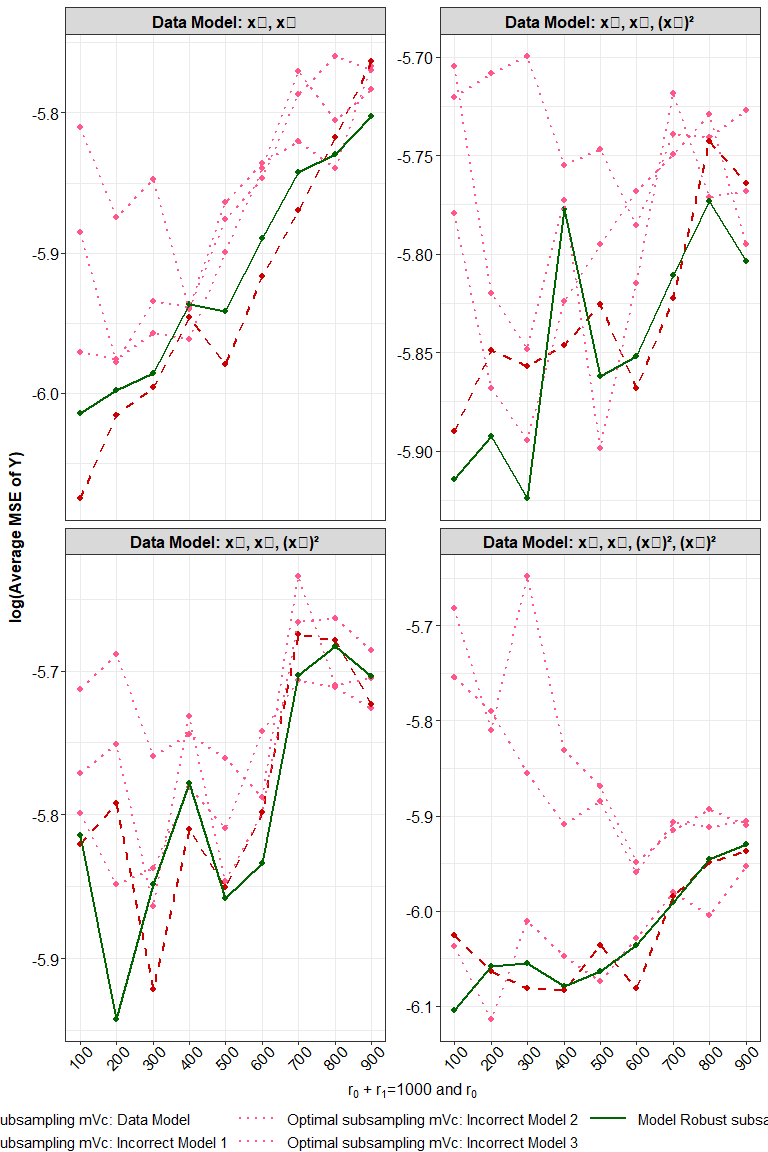 Data Model: x▯, x▯
Data Model: x▯, x▯, (x▯)²
-5.8
-5.9
-6.0
-5.70
-5.75
-5.80
-5.85
-5.90
log(Average MSE of Y)
Data Model: x▯, x▯, (x▯)²
Data Model: x▯, x▯, (x▯)², (x▯)²
-5.7
-5.8
-5.9
-5.7
-5.8
-5.9
-6.0
-6.1
100 200 300 400 500 600 700 800 900
100 200 300 400 500 600 700 800 900
r₀ + r₁=1000 and r₀
ubsampling mVc: Data Model
Optimal subsampling mVc: Incorrect Model 2
Model Robust subsa
ubsampling mVc: Incorrect Model 1
Optimal subsampling mVc: Incorrect Model 3